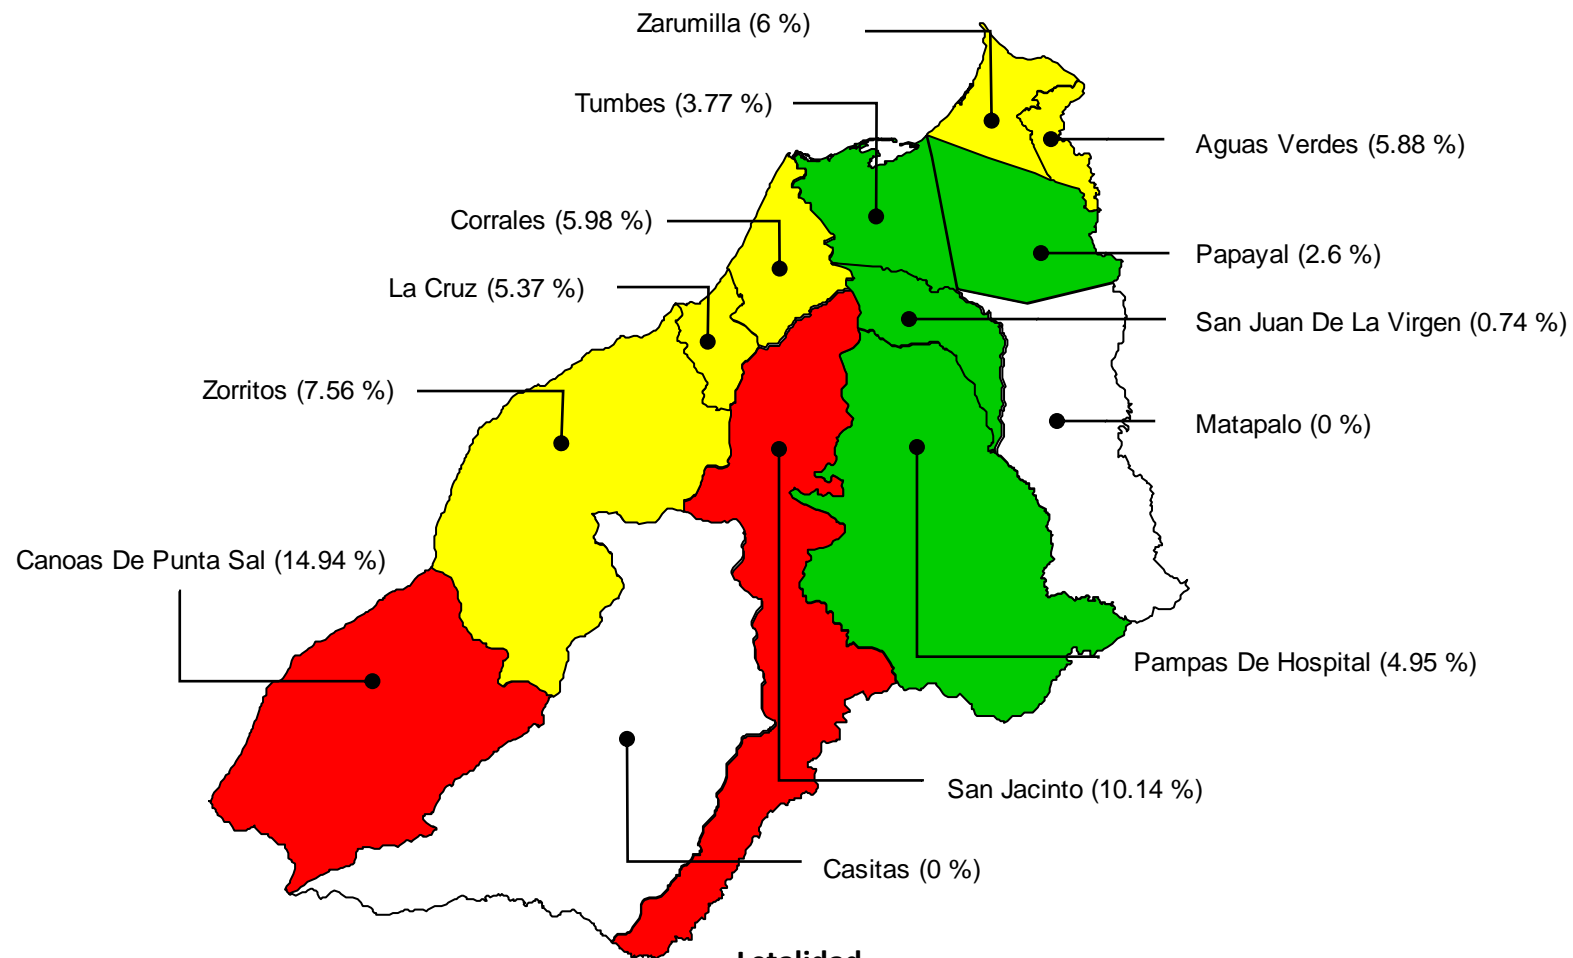 Zarumilla (6 %)
Tumbes (3.77 %)
Aguas Verdes (5.88 %)
Corrales (5.98 %)
Papayal (2.6 %)
La Cruz (5.37 %)
San Juan De La Virgen (0.74 %)
Zorritos (7.56 %)
Matapalo (0 %)
Canoas De Punta Sal (14.94 %)
Pampas De Hospital (4.95 %)
San Jacinto (10.14 %)
Casitas (0 %)
Letalidad